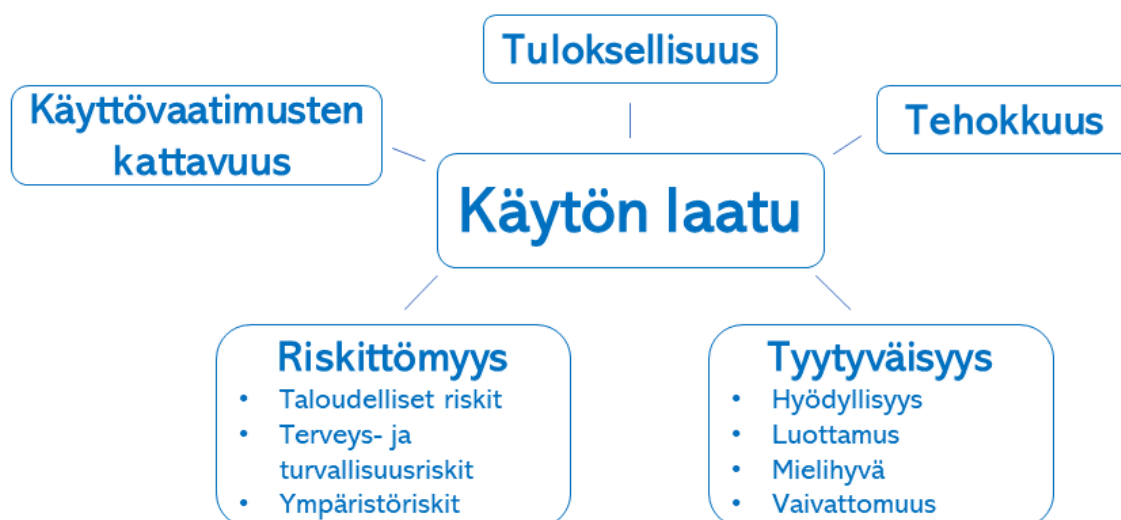 Tuloksellisuus
Käyttövaatimusten
kattavuus
Tehokkuus
Käytön laatu
Riskittömyys
• Taloudelliset riskit
• Terveys- ja
turvallisuusriskit
• Ympäristöriskit
Tyytyväisyys
• Hyödyllisyys
• Luottamus
• Mielihyvä
• Vaivattomuus